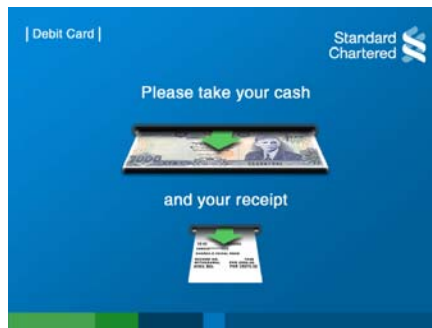 | Debit Card |
Standard
Chartered
Please take your cash
and your receipt